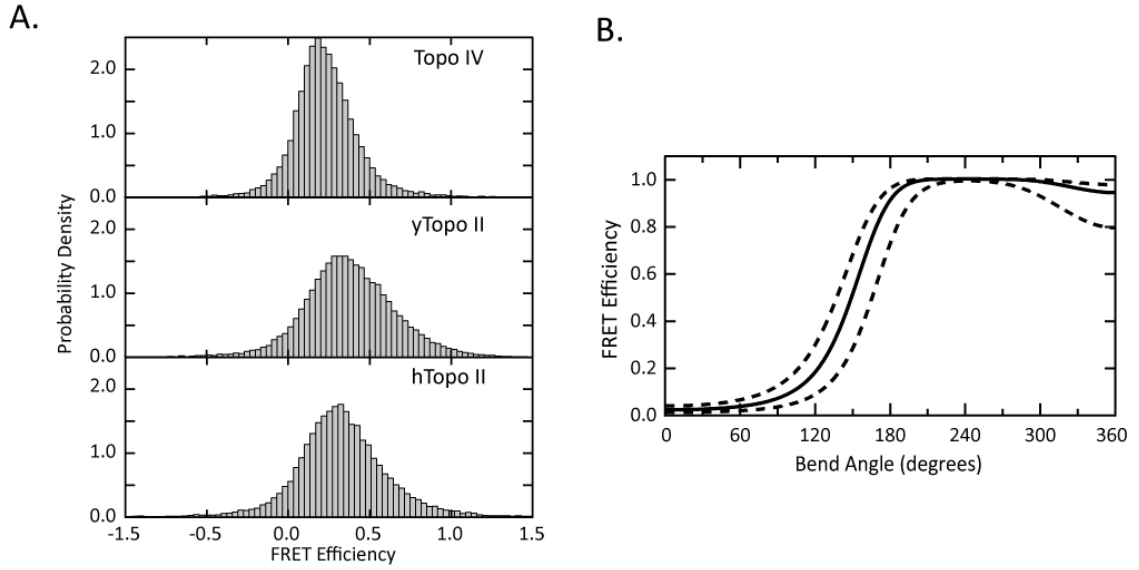 A.
Topo IV
2.0
1.0
0.0
yTopo II
2.0
1.0
0.0
hTopo II
2.0
1.0
0.0
Probability Density
-1.5 -0.5 0.0 0.5 1.0 1.5
FRET Efficiency
B.
1.0
0.8
0.6
0.4
0.2
0.0
FRET Efficiency
0 60 120 180 240 300 360
Bend Angle (degrees)